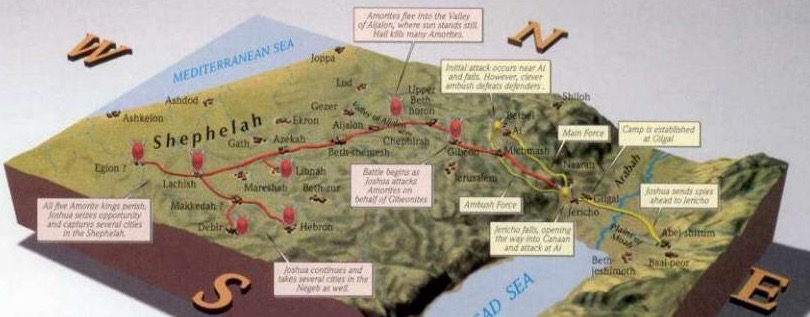 W
N
S
E
MEDITERRANEAN SEA
Amorites flee into the Valley
of Aijalon, where sun stands still.
Hail kills many Amorites.
Initial attack occurs near Ai
and fails. However, clever
ambush defeats defenders.
Joppa
Lod
Upper
Beth
horon
Shiloh
Ashdod
Ashkelon
Gezer
Ekron
Valley of Aijalon
Aijalon
Bethel
Ai
Main Force
Camp is established
at Gilgal
Shephelah
Gath
Azekah
Beth-shemesh
Chephirah
Gibeon
Michmash
Naarah
Arabah
Eglon ?
Lachish
Libnah
Mareshah
Beth-zur
Battle begins as
Joshua attacks
Amorites on
behalf of Gibeonites
Jerusalem
Ambush Force
Jericho
Gilgal
Joshua sends spies
ahead to Jericho
All five Amorite kings perish.
Joshua seizes opportunity
and captures several cities
in the Shephelah.
Makkedah ?
Debir
Hebron
Jericho falls, opening
the way into Canaan
and attack at Ai
Plains of
Moab
Abel-shittim
Beth-
jeshimoth
Baal-peor
Joshua continues and
takes several cities in the
Negeb as well.
EAD SEA